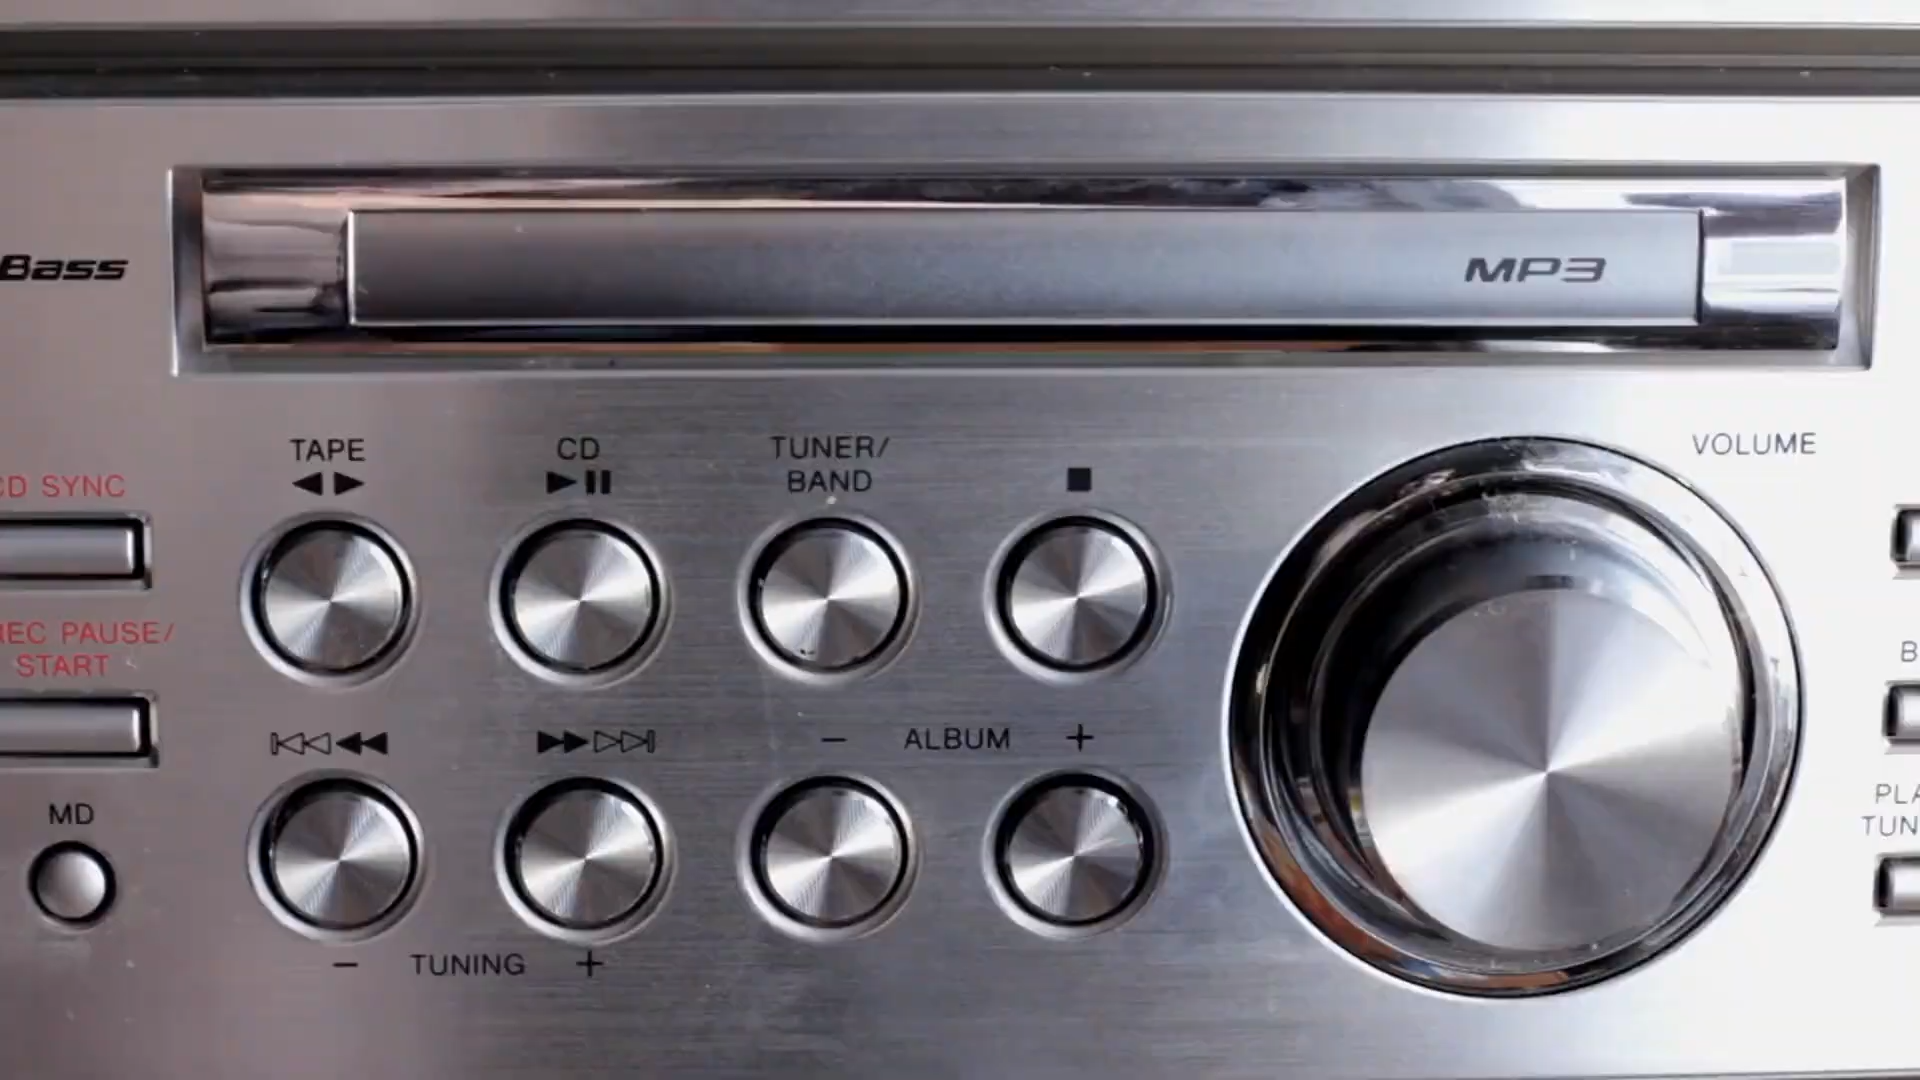 Bass
MP3
TAPE
CD
TUNER/
BAND
VOLUME
CD SYNC
REC PAUSE/
START
− ALBUM +
MD
− TUNING +